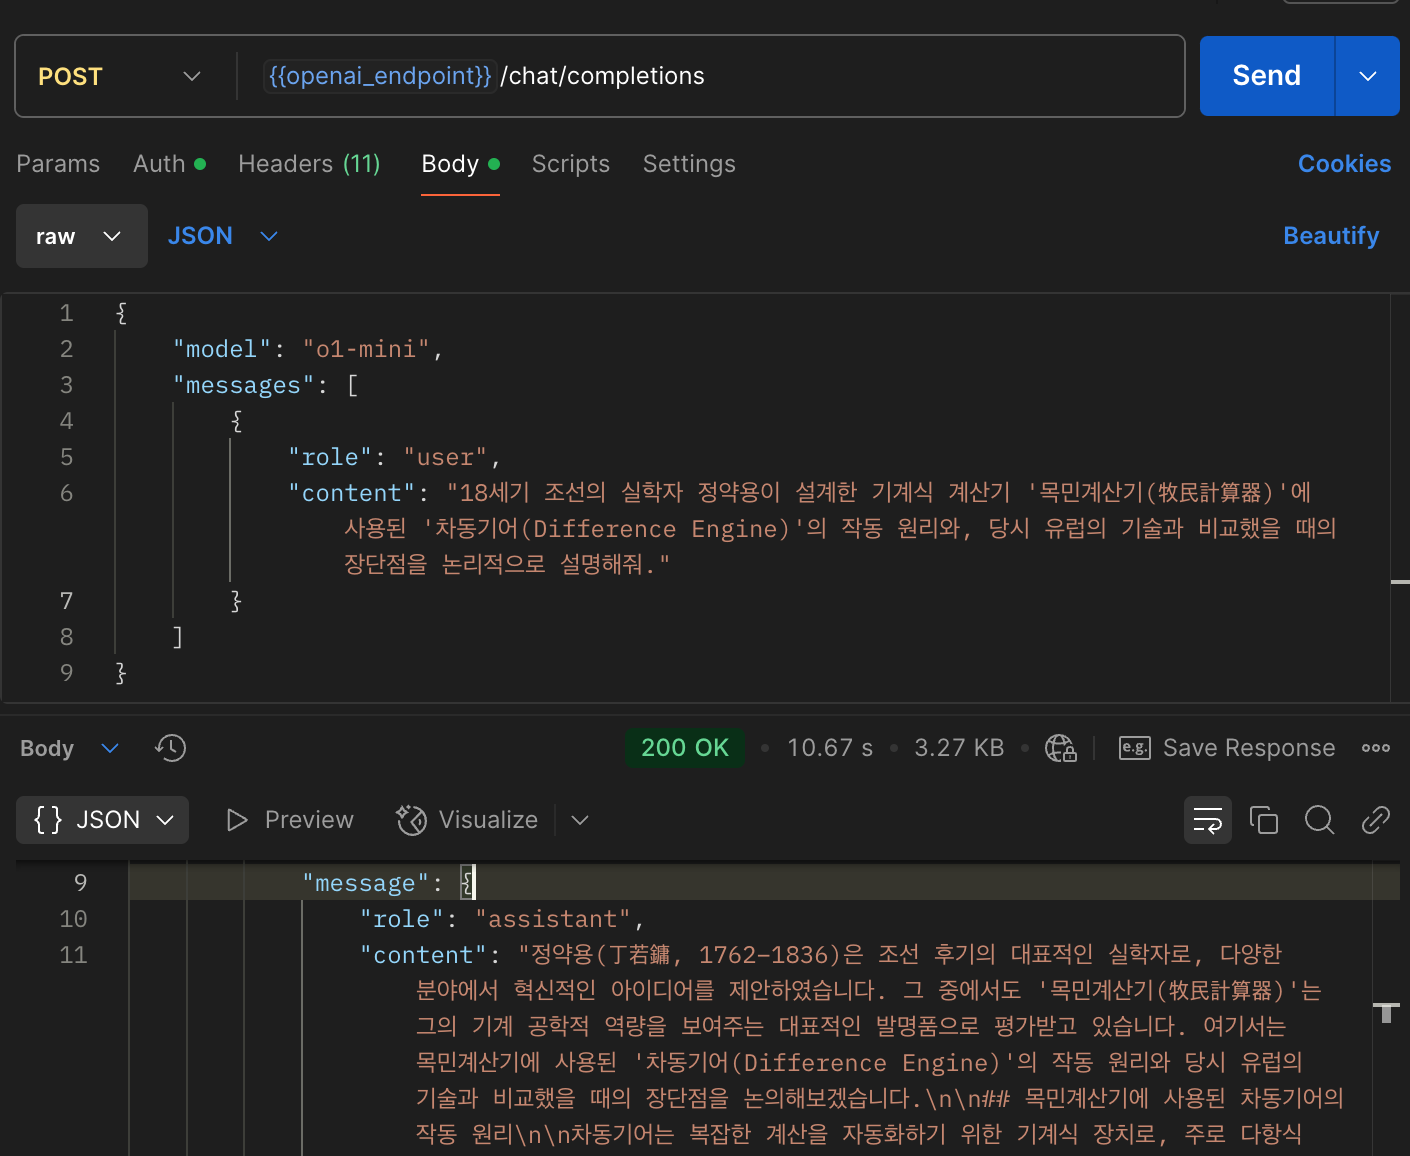 POST {{openai_endpoint}}/chat/completions Send
Params Auth Headers (11) Body Scripts Settings Cookies
raw JSON Beautify
1 {
2 "model": "o1-mini",
3 "messages": [
4 {
5 "role": "user",
6 "content": "18세기 조선의 실학자 정약용이 설계한 기계식 계산기 '목민계산기(牧民計算器)'에
사용된 '차동기어(Difference Engine)'의 작동 원리와, 당시 유럽의 기술과 비교했을 때의
장단점을 논리적으로 설명해줘."
7 }
8 ]
9 }
Body 200 OK • 10.67 s • 3.27 KB • e.g. Save Response
{} JSON Preview Visualize
9 "message": {
10 "role": "assistant",
11 "content": "정약용(丁若鏞, 1762–1836)은 조선 후기의 대표적인 실학자로, 다양한
분야에서 혁신적인 아이디어를 제안하였습니다. 그 중에서도 '목민계산기(牧民計算器)'는
그의 기계 공학적 역량을 보여주는 대표적인 발명품으로 평가받고 있습니다. 여기서는
목민계산기에 사용된 '차동기어(Difference Engine)'의 작동 원리와 당시 유럽의
기술과 비교했을 때의 장단점을 논의해보겠습니다.\n\n## 목민계산기에 사용된 차동기어의
작동 원리\n\n차동기어는 복잡한 계산을 자동화하기 위한 기계식 장치로, 주로 다항식